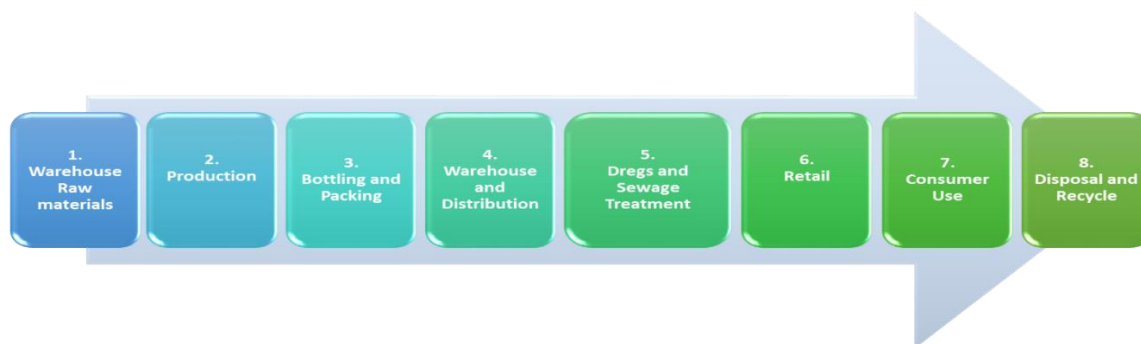 1.
Warehouse
Raw
materials
2.
Production
3.
Bottling and
Packing
4.
Warehouse
and
Distribution
5.
Dregs and
Sewage
Treatment
6.
Retail
7.
Consumer
Use
8.
Disposal and
Recycle